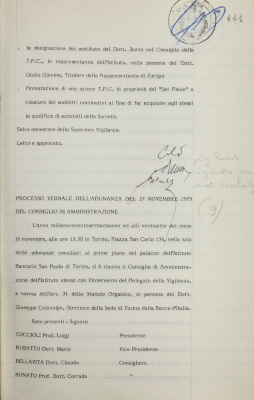 441
. la designazione del sostituto del Dott. Jozzo nel Consiglio della
T.P.C., in rappresentanza dell'Istituto, nella persona del Dott.
Giulio Giovine, Titolare della Rappresentanza di Zurigo
. l'intestazione di una azione T.P.C. di proprietà del "San Paolo" a
ciascuno dei suddetti nominativi al fine di far acquisire agli stessi
la qualifica di azionisti della Società.
Salvo benestare della Superiore Vigilanza.
Letto e approvato.
PROCESSO VERBALE DELL'ADUNANZA DEL 27 NOVEMBRE 1979
DEL CONSIGLIO DI AMMINISTRAZIONE
L'anno millenovecentosettantanove ed alli ventisette del mese
di novembre, alle ore 15.30 in Torino, Piazza San Carlo 156, nella sala
delle adunanze consiliari al primo piano del palazzo dell'Istituto
Bancario San Paolo di Torino, si è riunito il Consiglio di Amministra-
zione dell'Istituto stesso con l'intervento del Delegato della Vigilanza,
a norma dell'art. 31 dello Statuto Organico, in persona del Dott.
Giuseppe Colavolpe, Direttore della Sede di Torino della Banca d'Italia.
Sono presenti i Signori:
COCCIOLI Prof. Luigi Presidente
RUBATTO Dott. Mario Vice Presidente
BELLAVITA Dott. Claudio Consigliere
BONATO Prof. Dott. Corrado "